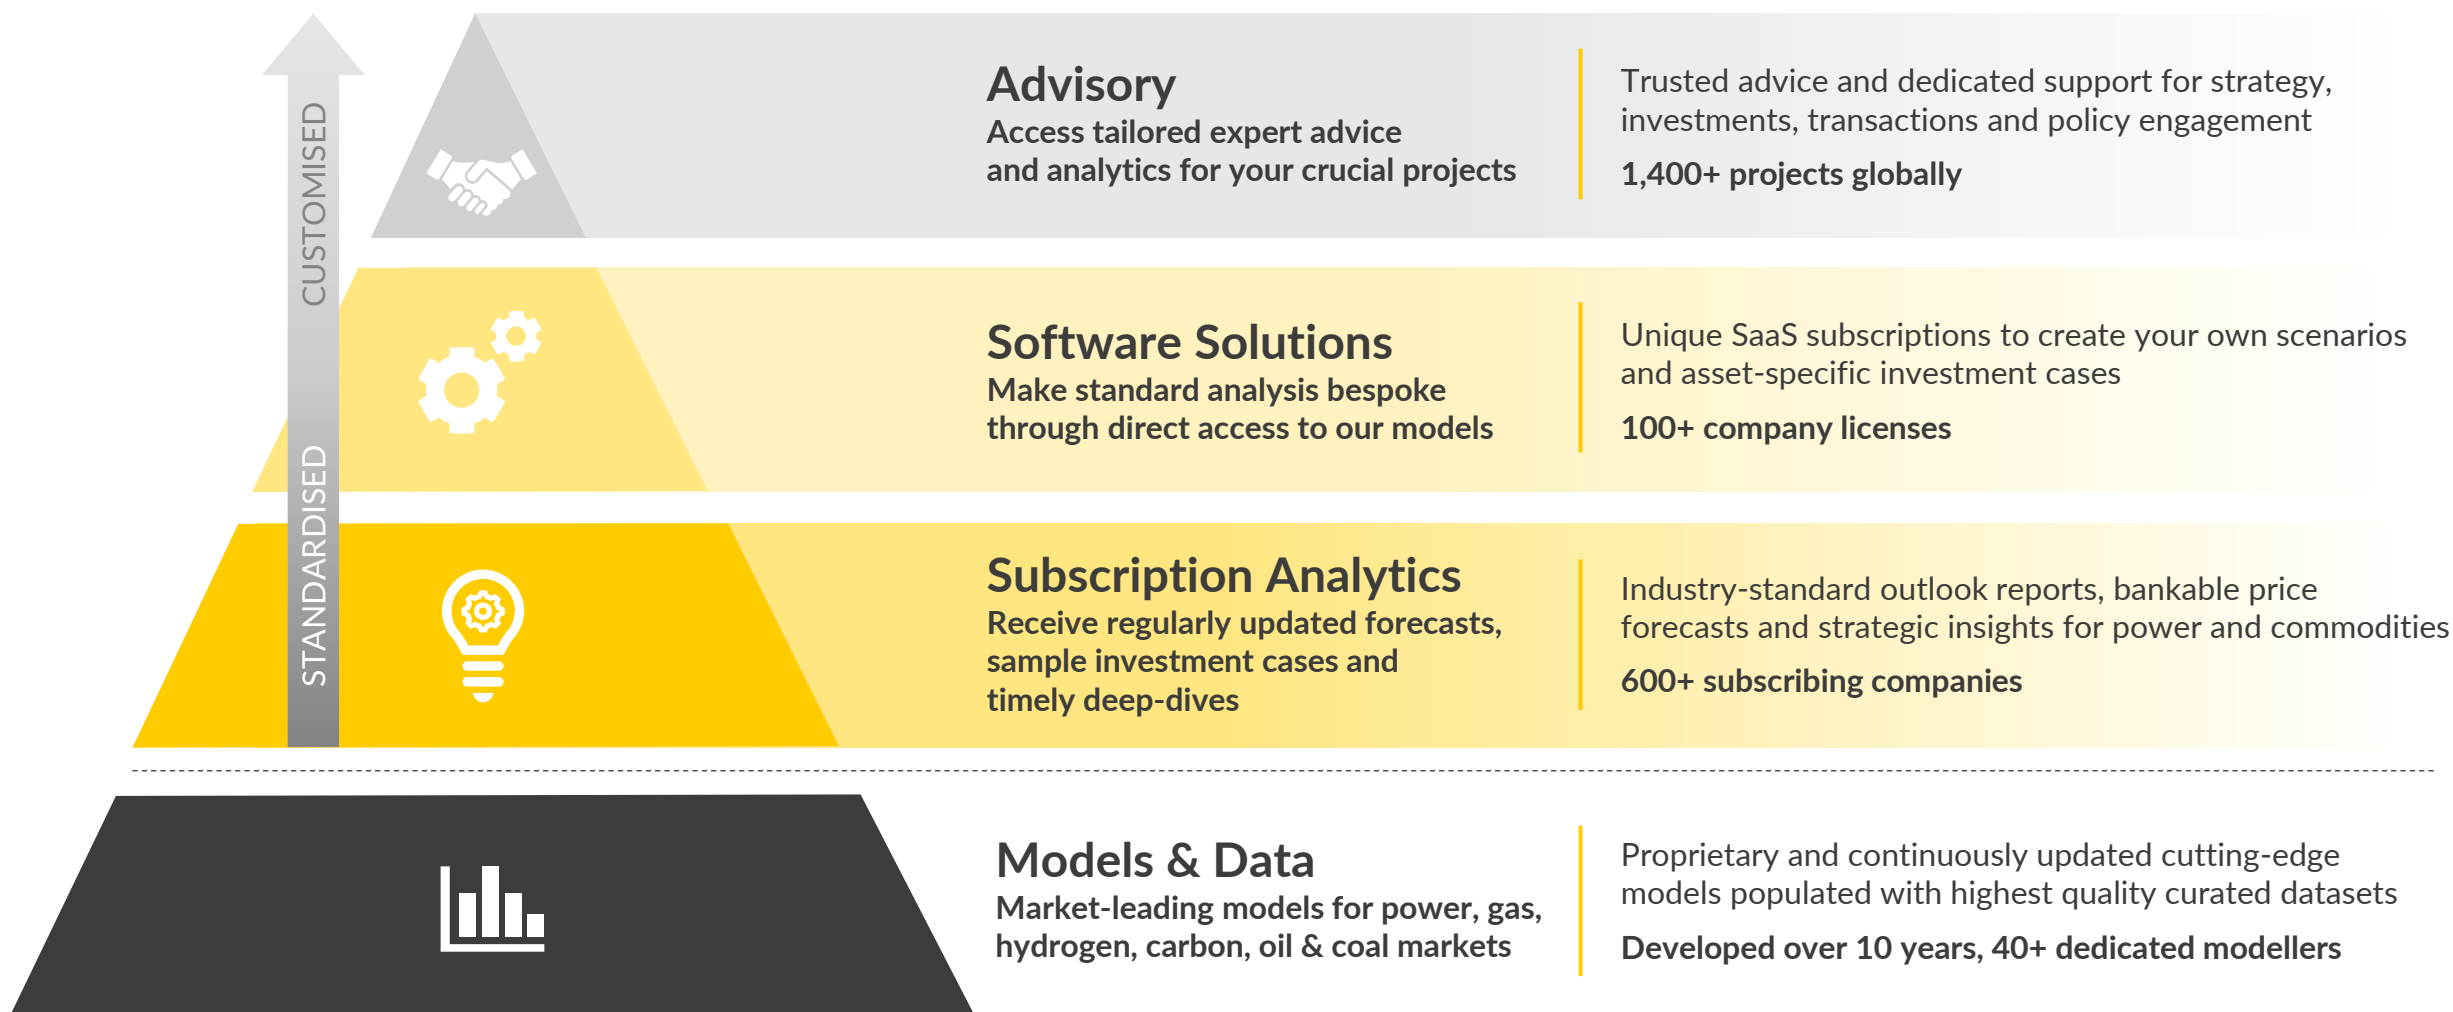 CUSTOMISED
STANDARDISED
Advisory
Access tailored expert advice
and analytics for your crucial projects
Trusted advice and dedicated support for strategy,
investments, transactions and policy engagement
1,400+ projects globally
Software Solutions
Make standard analysis bespoke
through direct access to our models
Unique SaaS subscriptions to create your own scenarios
and asset-specific investment cases
100+ company licenses
Subscription Analytics
Receive regularly updated forecasts,
sample investment cases and
timely deep-dives
Industry-standard outlook reports, bankable price
forecasts and strategic insights for power and commodities
600+ subscribing companies
Models & Data
Market-leading models for power, gas,
hydrogen, carbon, oil & coal markets
Proprietary and continuously updated cutting-edge
models populated with highest quality curated datasets
Developed over 10 years, 40+ dedicated modellers